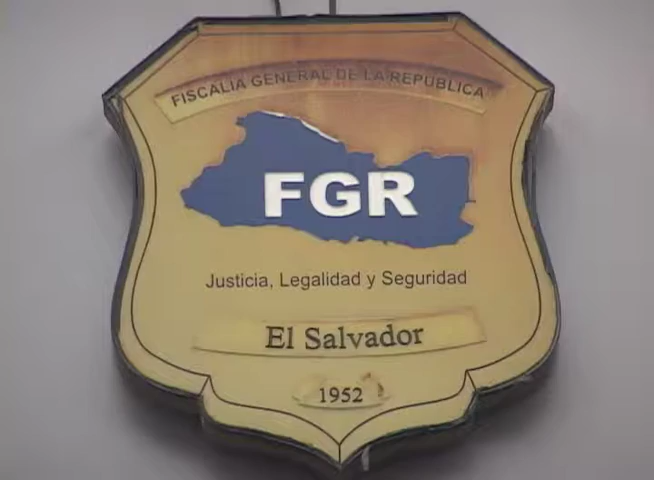 FISCALIA GENERAL DE LA REPUBLICA
FGR
Justicia, Legalidad y Seguridad
El Salvador
1952